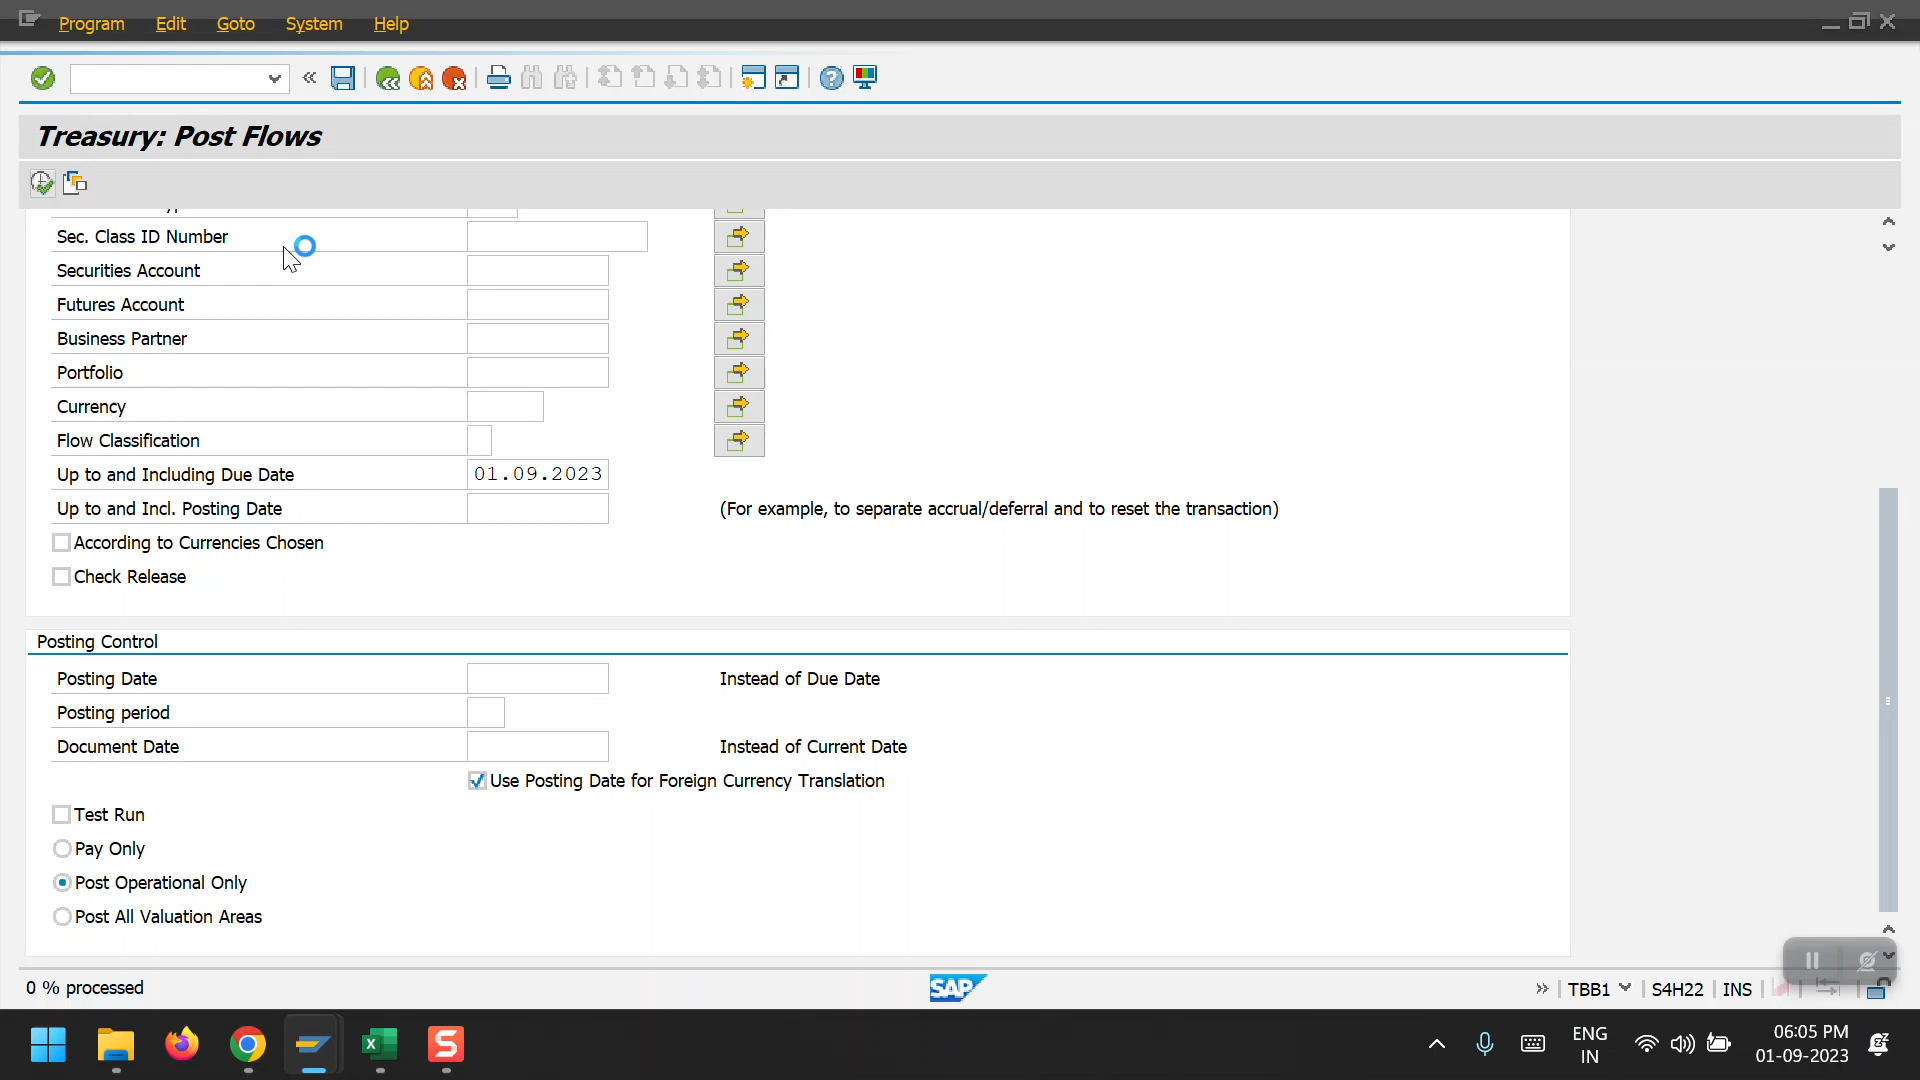 Program Edit Goto System Help
Treasury: Post Flows
Sec. Class ID Number
Securities Account
Futures Account
Business Partner
Portfolio
Currency
Flow Classification
Up to and Including Due Date 01.09.2023
Up to and Incl. Posting Date (For example, to separate accrual/deferral and to reset the transaction)
According to Currencies Chosen
Check Release
Posting Control
Posting Date Instead of Due Date
Posting period
Document Date Instead of Current Date
Use Posting Date for Foreign Currency Translation
Test Run
Pay Only
Post Operational Only
Post All Valuation Areas
0 % processed SAP TBB1 S4H22 INS
ENG 06:05 PM
IN 01-09-2023